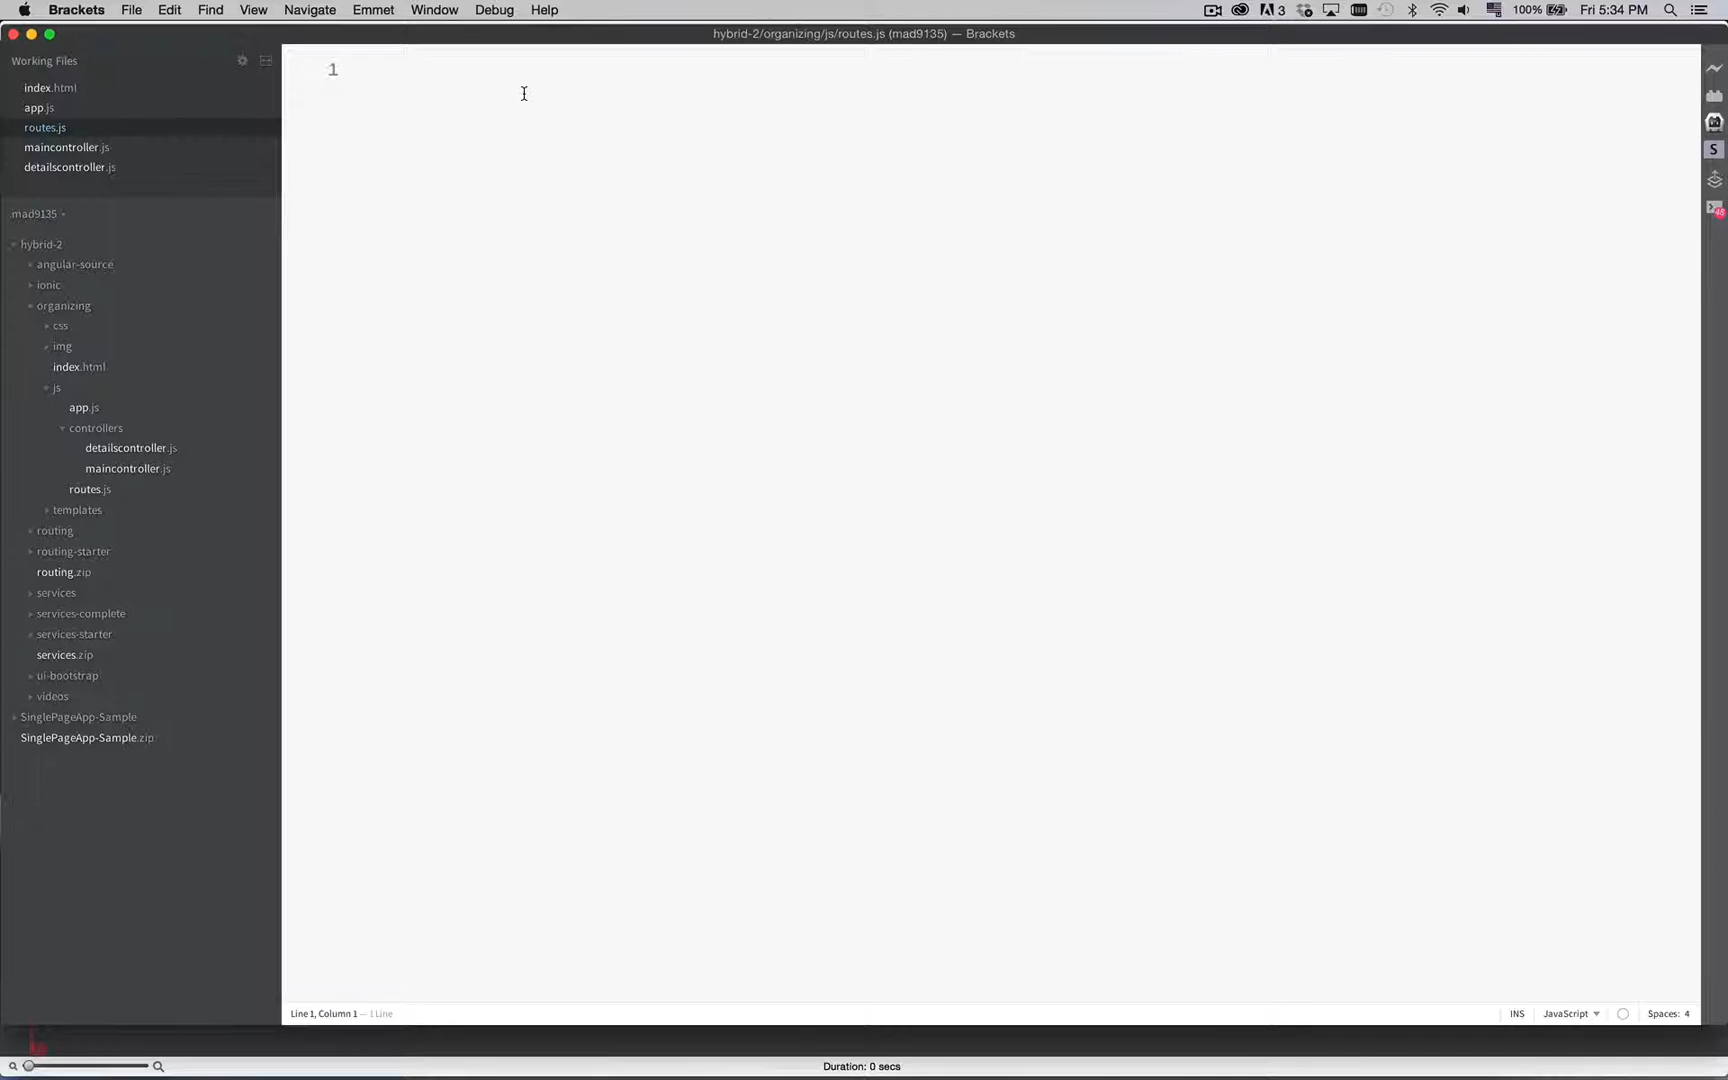 Brackets File Edit Find View Navigate Emmet Window Debug Help 3 100% Fri 5:34 PM
hybrid-2/organizing/js/routes.js (mad9135) — Brackets
Working Files
index.html
app.js
routes.js
maincontroller.js
detailscontroller.js
mad9135
hybrid-2
angular-source
ionic
organizing
css
img
index.html
js
app.js
controllers
detailscontroller.js
maincontroller.js
routes.js
templates
routing
routing-starter
routing.zip
services
services-complete
services-starter
services.zip
ui-bootstrap
videos
SinglePageApp-Sample
SinglePageApp-Sample.zip
1
S
48
Line 1, Column 1 — 1 Line INS JavaScript Spaces: 4
Duration: 0 secs